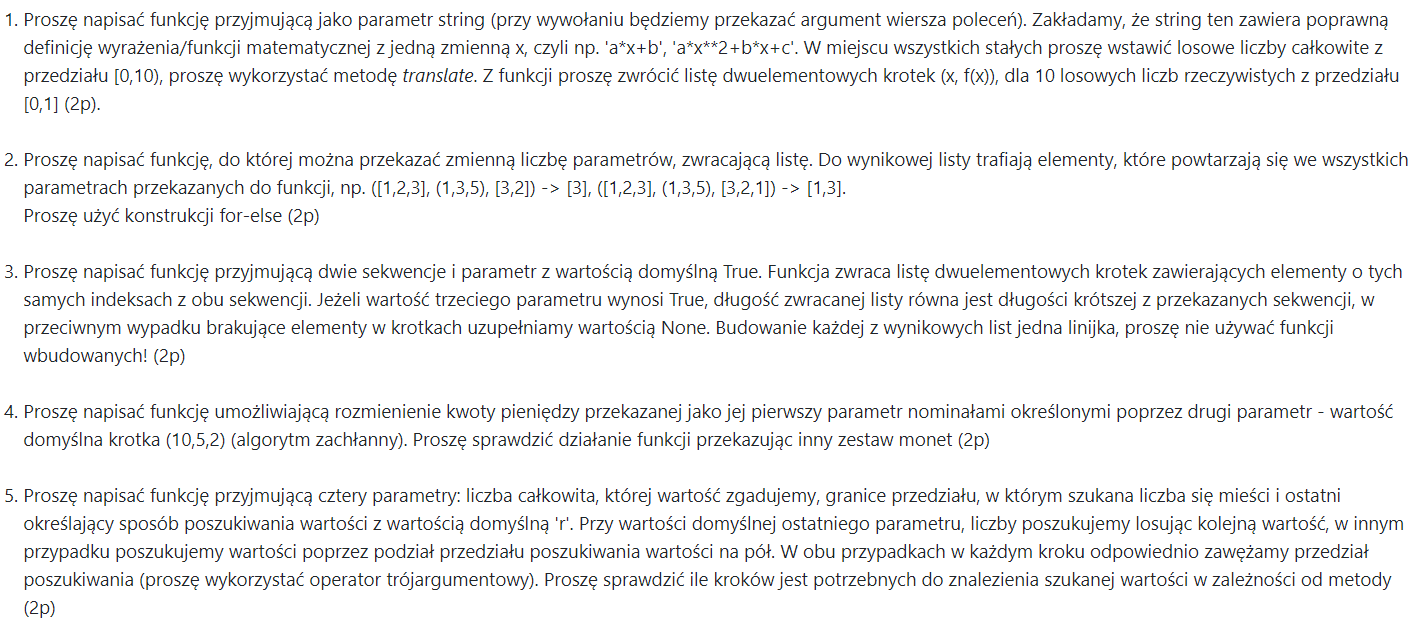 1. Proszę napisać funkcję przyjmującą jako parametr string (przy wywołaniu będziemy przekazać argument wiersza poleceń). Zakładamy, że string ten zawiera poprawną
definicję wyrażenia/funkcji matematycznej z jedną zmienną x, czyli np. 'a*x+b', 'a*x**2+b*x+c'. W miejscu wszystkich stałych proszę wstawić losowe liczby całkowite z
przedziału [0,10), proszę wykorzystać metodę translate. Z funkcji proszę zwrócić listę dwuelementowych krotek (x, f(x)), dla 10 losowych liczb rzeczywistych z przedziału
[0,1] (2p).
2. Proszę napisać funkcję, do której można przekazać zmienną liczbę parametrów, zwracającą listę. Do wynikowej listy trafiają elementy, które powtarzają się we wszystkich
parametrach przekazanych do funkcji, np. ([1,2,3], (1,3,5), [3,2]) -> [3], ([1,2,3], (1,3,5), [3,2,1]) -> [1,3].
Proszę użyć konstrukcji for-else (2p)
3. Proszę napisać funkcję przyjmującą dwie sekwencje i parametr z wartością domyślną True. Funkcja zwraca listę dwuelementowych krotek zawierających elementy o tych
samych indeksach z obu sekwencji. Jeżeli wartość trzeciego parametru wynosi True, długość zwracanej listy równa jest długości krótszej z przekazanych sekwencji, w
przeciwnym wypadku brakujące elementy w krotkach uzupełniamy wartością None. Budowanie każdej z wynikowych list jedna linijka, proszę nie używać funkcji
wbudowanych! (2p)
4. Proszę napisać funkcję umożliwiającą rozmienienie kwoty pieniędzy przekazanej jako jej pierwszy parametr nominałami określonymi poprzez drugi parametr - wartość
domyślna krotka (10,5,2) (algorytm zachłanny). Proszę sprawdzić działanie funkcji przekazując inny zestaw monet (2p)
5. Proszę napisać funkcję przyjmującą cztery parametry: liczba całkowita, której wartość zgadujemy, granice przedziału, w którym szukana liczba się mieści i ostatni
określający sposób poszukiwania wartości z wartością domyślną 'r'. Przy wartości domyślnej ostatniego parametru, liczby poszukujemy losując kolejną wartość, w innym
przypadku poszukujemy wartości poprzez podział przedziału poszukiwania wartości na pół. W obu przypadkach w każdym kroku odpowiednio zawężamy przedział
poszukiwania (proszę wykorzystać operator trójargumentowy). Proszę sprawdzić ile kroków jest potrzebnych do znalezienia szukanej wartości w zależności od metody
(2p)